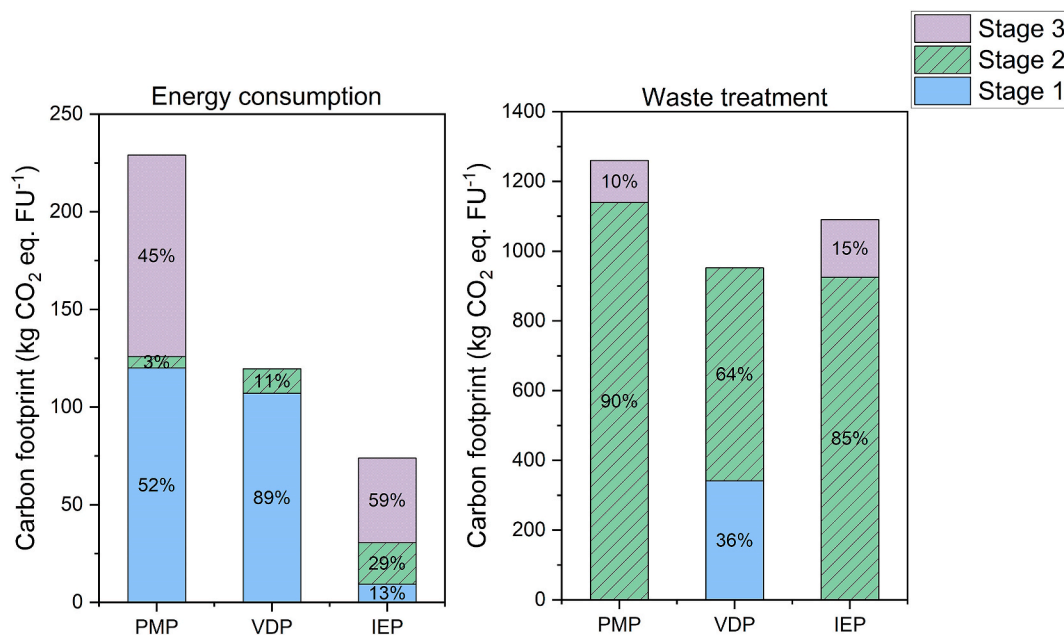 Stage 3
Stage 2
Stage 1
Energy consumption
Carbon footprint (kg CO₂ eq. FU⁻¹)
250
200
150
100
50
0
45%
3%
52%
11%
89%
59%
29%
13%
PMP
VDP
IEP
Waste treatment
Carbon footprint (kg CO₂ eq. FU⁻¹)
1400
1200
1000
800
600
400
200
0
10%
90%
64%
36%
15%
85%
PMP
VDP
IEP